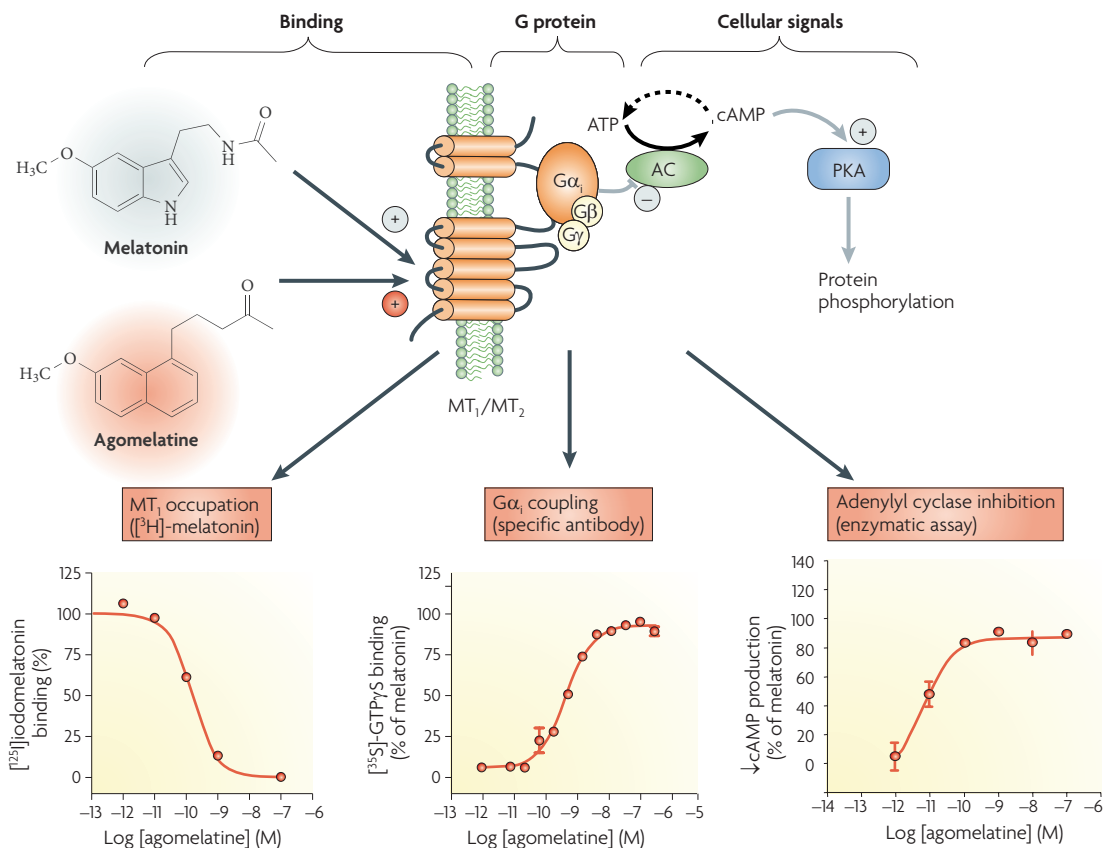 Binding
G protein
Cellular signals
O
N
H
H₃C
O
N
H
Melatonin
+
O
H₃C
O
Agomelatine
+
MT₁/MT₂
Gαᵢ
Gβ
Gγ
ATP
cAMP
AC
−
+
PKA
Protein
phosphorylation
MT₁ occupation
([³H]-melatonin)
Gαᵢ coupling
(specific antibody)
Adenylyl cyclase inhibition
(enzymatic assay)
[¹²⁵I]iodomelatonin
binding (%)
125
100
75
50
25
0
−13 −12 −11 −10 −9 −8 −7 −6
Log [agomelatine] (M)
[³⁵S]-GTPγS binding
(% of melatonin)
125
100
75
50
25
0
−13 −12 −11 −10 −9 −8 −7 −6 −5
Log [agomelatine] (M)
↓cAMP production
(% of melatonin)
140
120
100
80
60
40
20
0
−14 −13 −12 −11 −10 −9 −8 −7 −6
Log [agomelatine] (M)